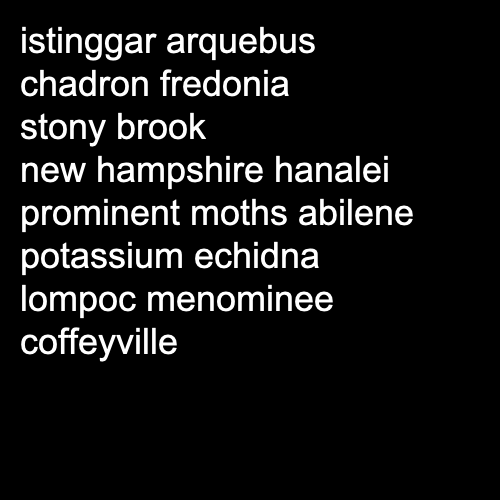 istinggar arquebus
chadron fredonia
stony brook
new hampshire hanalei
prominent moths abilene
potassium echidna
lompoc menominee
coffeyville